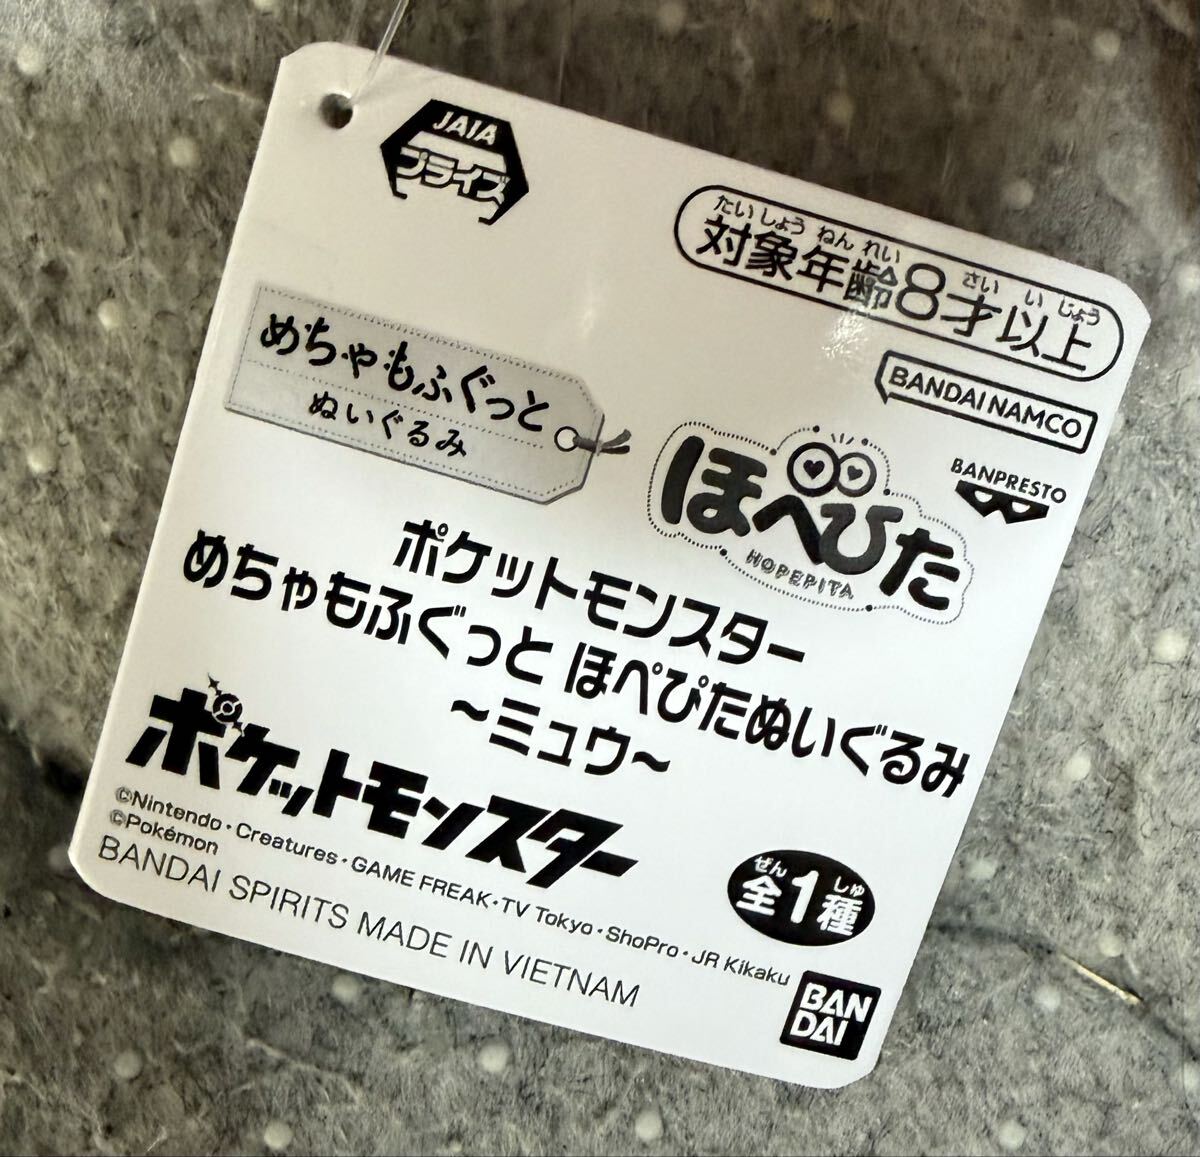 JAIA
プライズ
たいしょうねんれい さいいじょう
対象年齢8才以上
BANDAI NAMCO
BANPRESTO
めちゃもふぐっと
ぬいぐるみ
ほぺぴた
HOPEPITA
ポケットモンスター
めちゃもふぐっと ほぺぴたぬいぐるみ
~ミュウ~
ポケットモンスター
©Nintendo・Creatures・GAME FREAK・TV Tokyo・ShoPro・JR Kikaku
©Pokémon
BANDAI SPIRITS MADE IN VIETNAM
ぜん しゅ
全1種
BAN
DAI